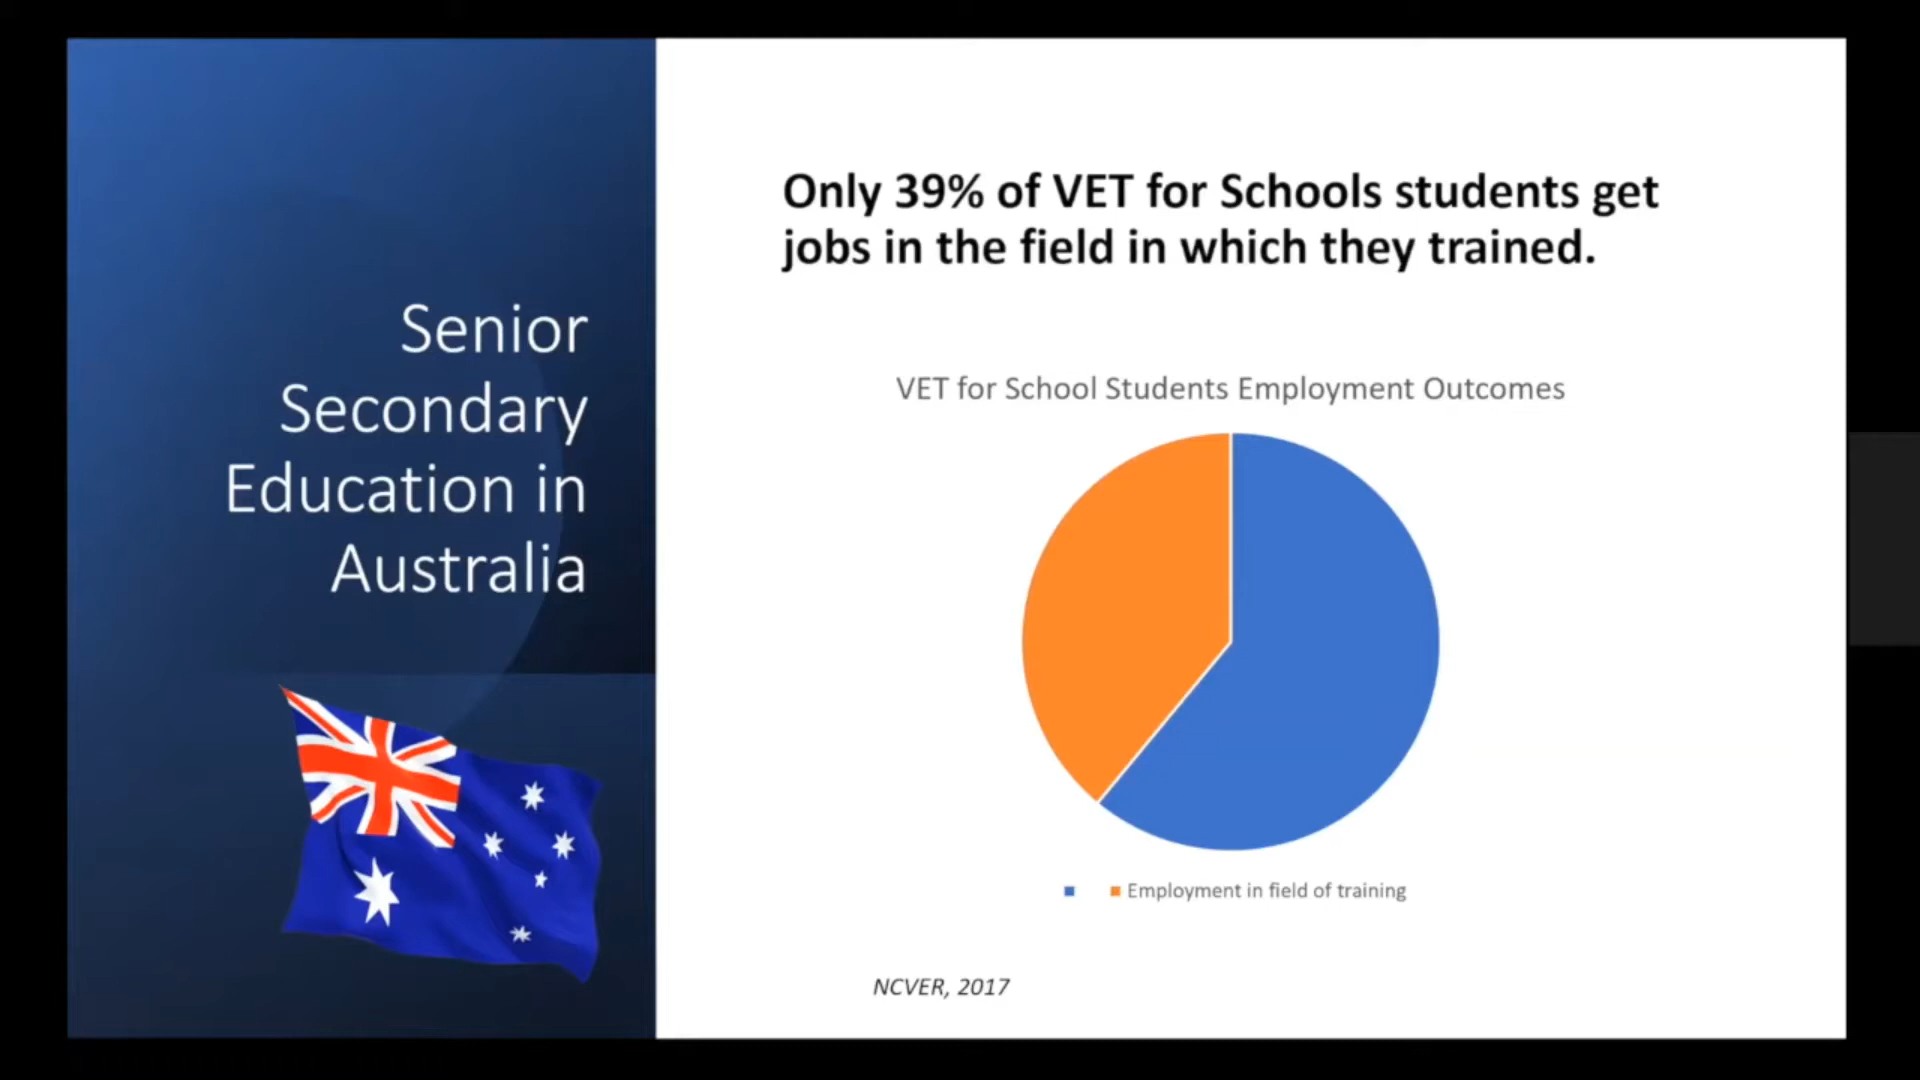 Senior
Secondary
Education in
Australia
Only 39% of VET for Schools students get
jobs in the field in which they trained.
VET for School Students Employment Outcomes
Employment in field of training
NCVER, 2017